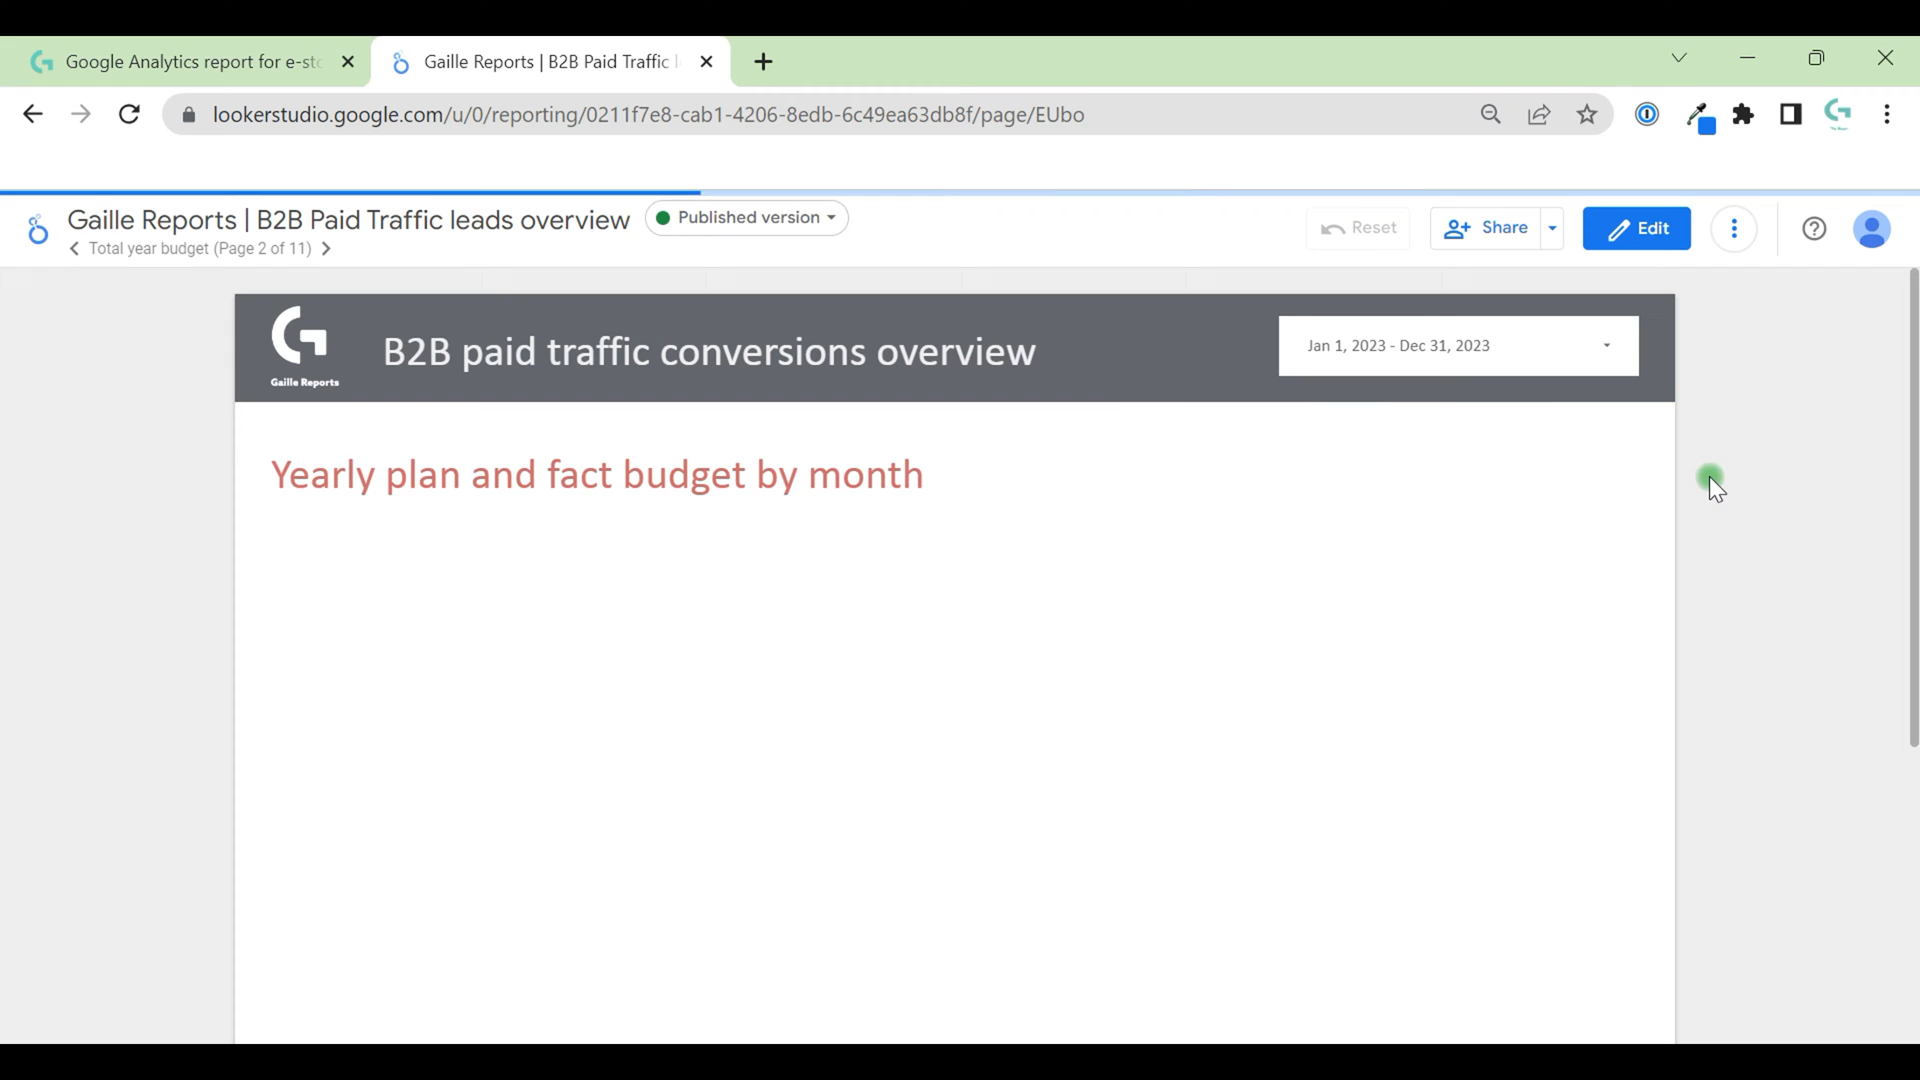 Google Analytics report for e-sto
Gaille Reports | B2B Paid Traffic l
lookerstudio.google.com/u/0/reporting/0211f7e8-cab1-4206-8edb-6c49ea63db8f/page/EUbo
Gaille Reports | B2B Paid Traffic leads overview
Published version
Reset
Share
Edit
Total year budget (Page 2 of 11)
Gaille Reports
B2B paid traffic conversions overview
Jan 1, 2023 - Dec 31, 2023
Yearly plan and fact budget by month